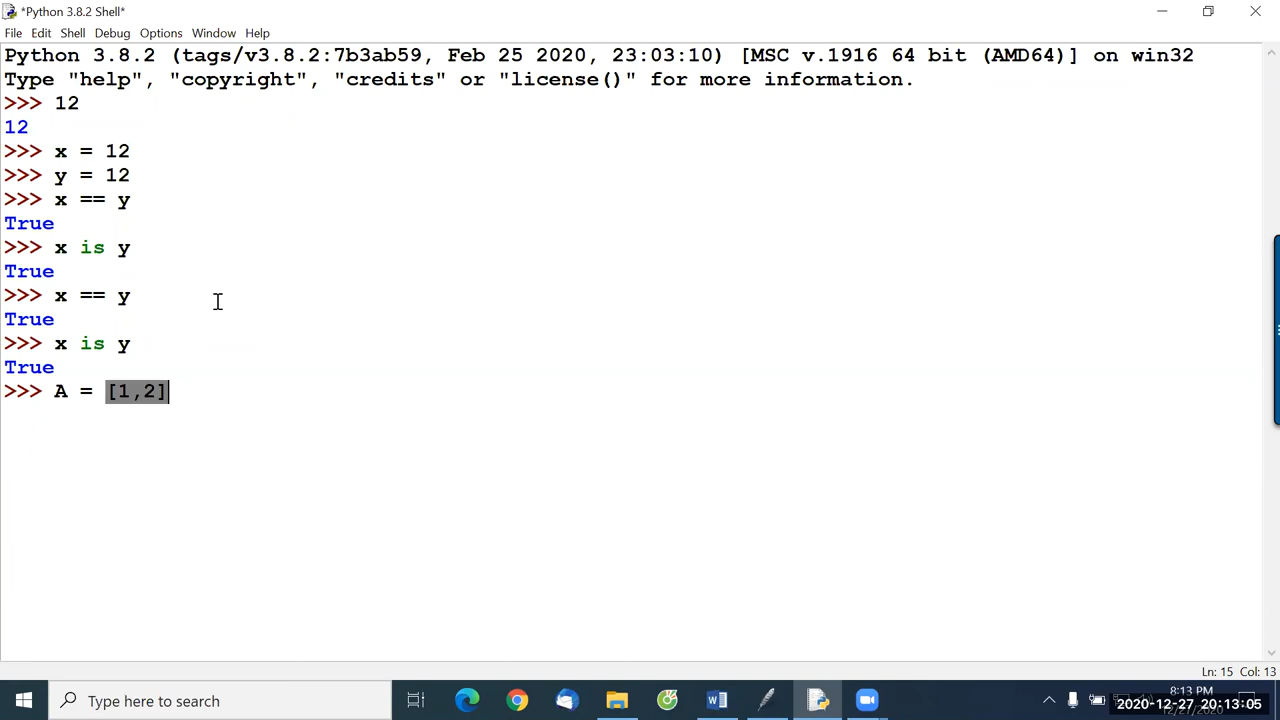 *Python 3.8.2 Shell*
File Edit Shell Debug Options Window Help
Python 3.8.2 (tags/v3.8.2:7b3ab59, Feb 25 2020, 23:03:10) [MSC v.1916 64 bit (AMD64)] on win32
Type "help", "copyright", "credits" or "license()" for more information.
>>> 12
12
>>> x = 12
>>> y = 12
>>> x == y
True
>>> x is y
True
>>> x == y
True
>>> x is y
True
>>> A = [1,2]
Ln: 15 Col: 13
Type here to search
8:13 PM
2020-12-27 20:13:05
12/27/2020